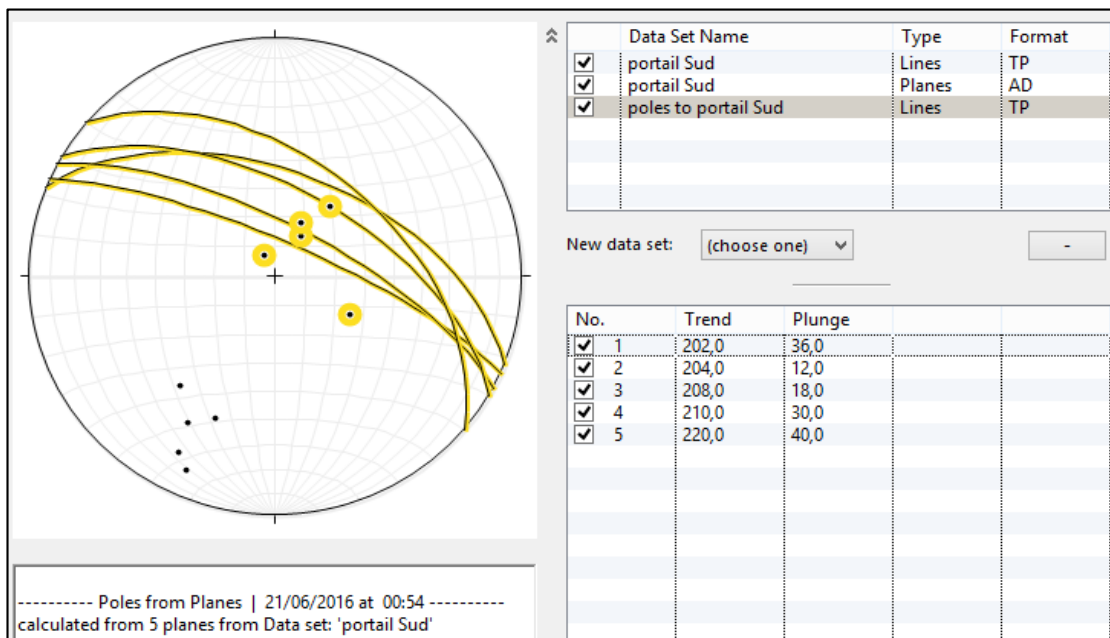 Data Set Name Type Format
portail Sud Lines TP
portail Sud Planes AD
poles to portail Sud Lines TP
New data set: (choose one) -
No. Trend Plunge
1 202,0 36,0
2 204,0 12,0
3 208,0 18,0
4 210,0 30,0
5 220,0 40,0
---------- Poles from Planes | 21/06/2016 at 00:54 ----------
calculated from 5 planes from Data set: 'portail Sud'